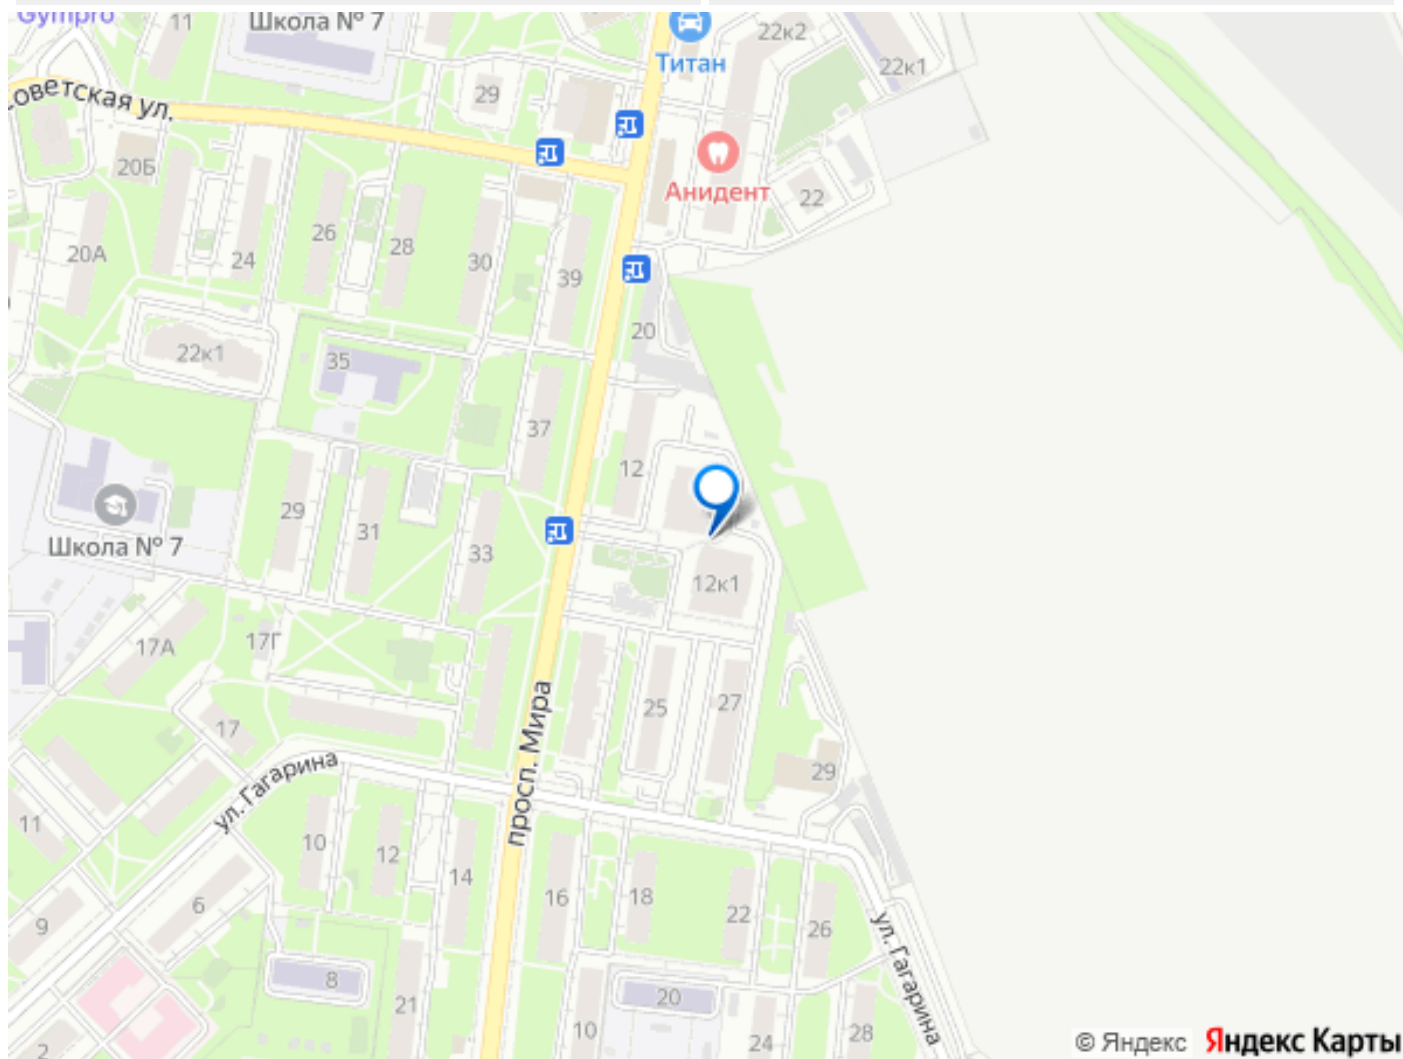 Gympro
11
Школа № 7
Титан
22к2
22к1
29
Советская ул.
20Б
Анидент
22
26
28
30
39
20А
24
20
22к1
35
37
12
29
31
33
Школа № 7
12к1
17А
17Г
25
27
17
просп. Мира
ул. Гагарина
29
11
10
12
14
16
18
22
26
6
9
ул. Гагарина
8
21
20
10
24
28
2
© Яндекс Яндекс Карты